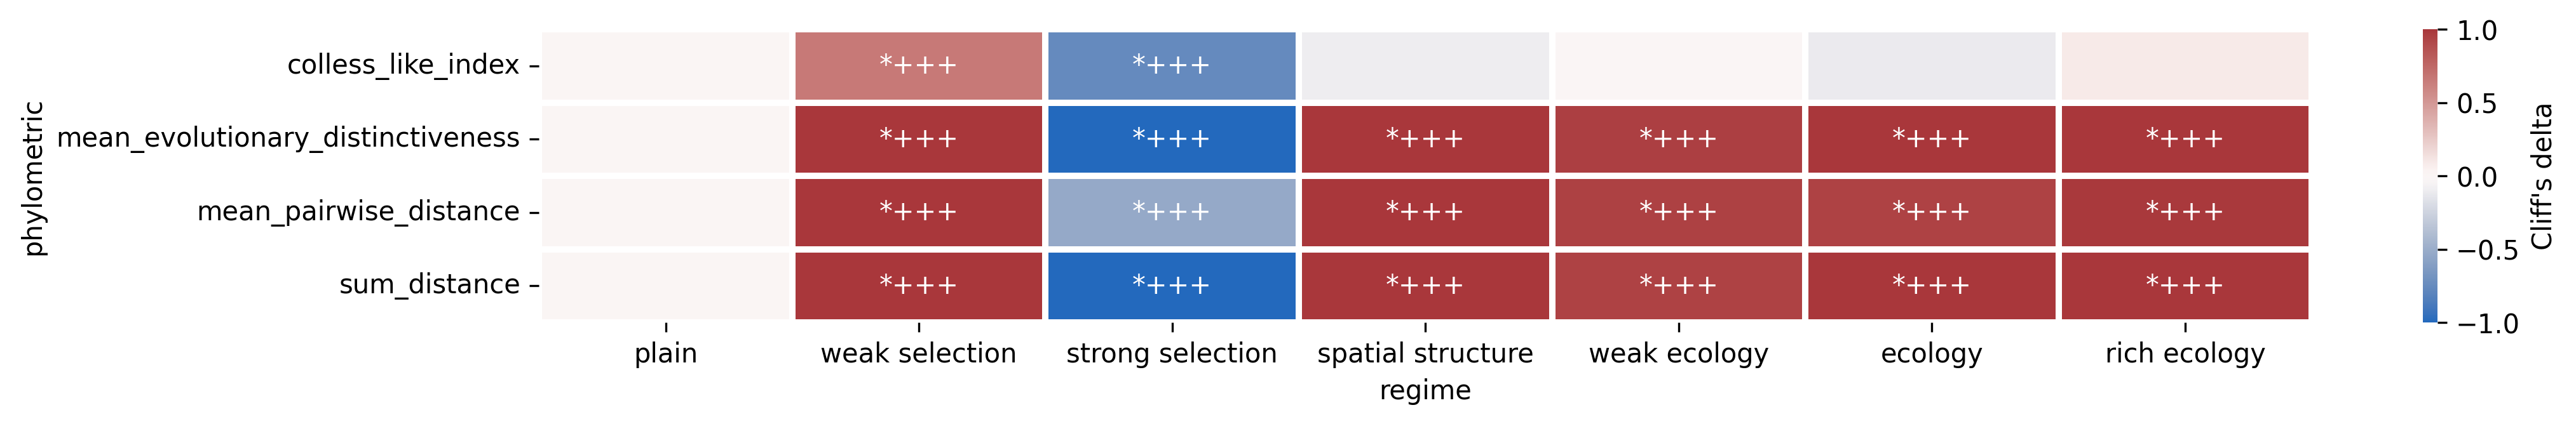 phylometric
colless_like_index
*+++ *+++
mean_evolutionary_distinctiveness
*+++ *+++ *+++ *+++ *+++ *+++
mean_pairwise_distance
*+++ *+++ *+++ *+++ *+++ *+++
sum_distance
*+++ *+++ *+++ *+++ *+++ *+++
plain weak selection strong selection spatial structure weak ecology ecology rich ecology
regime
1.0
0.5
0.0
−0.5
−1.0
Cliff's delta